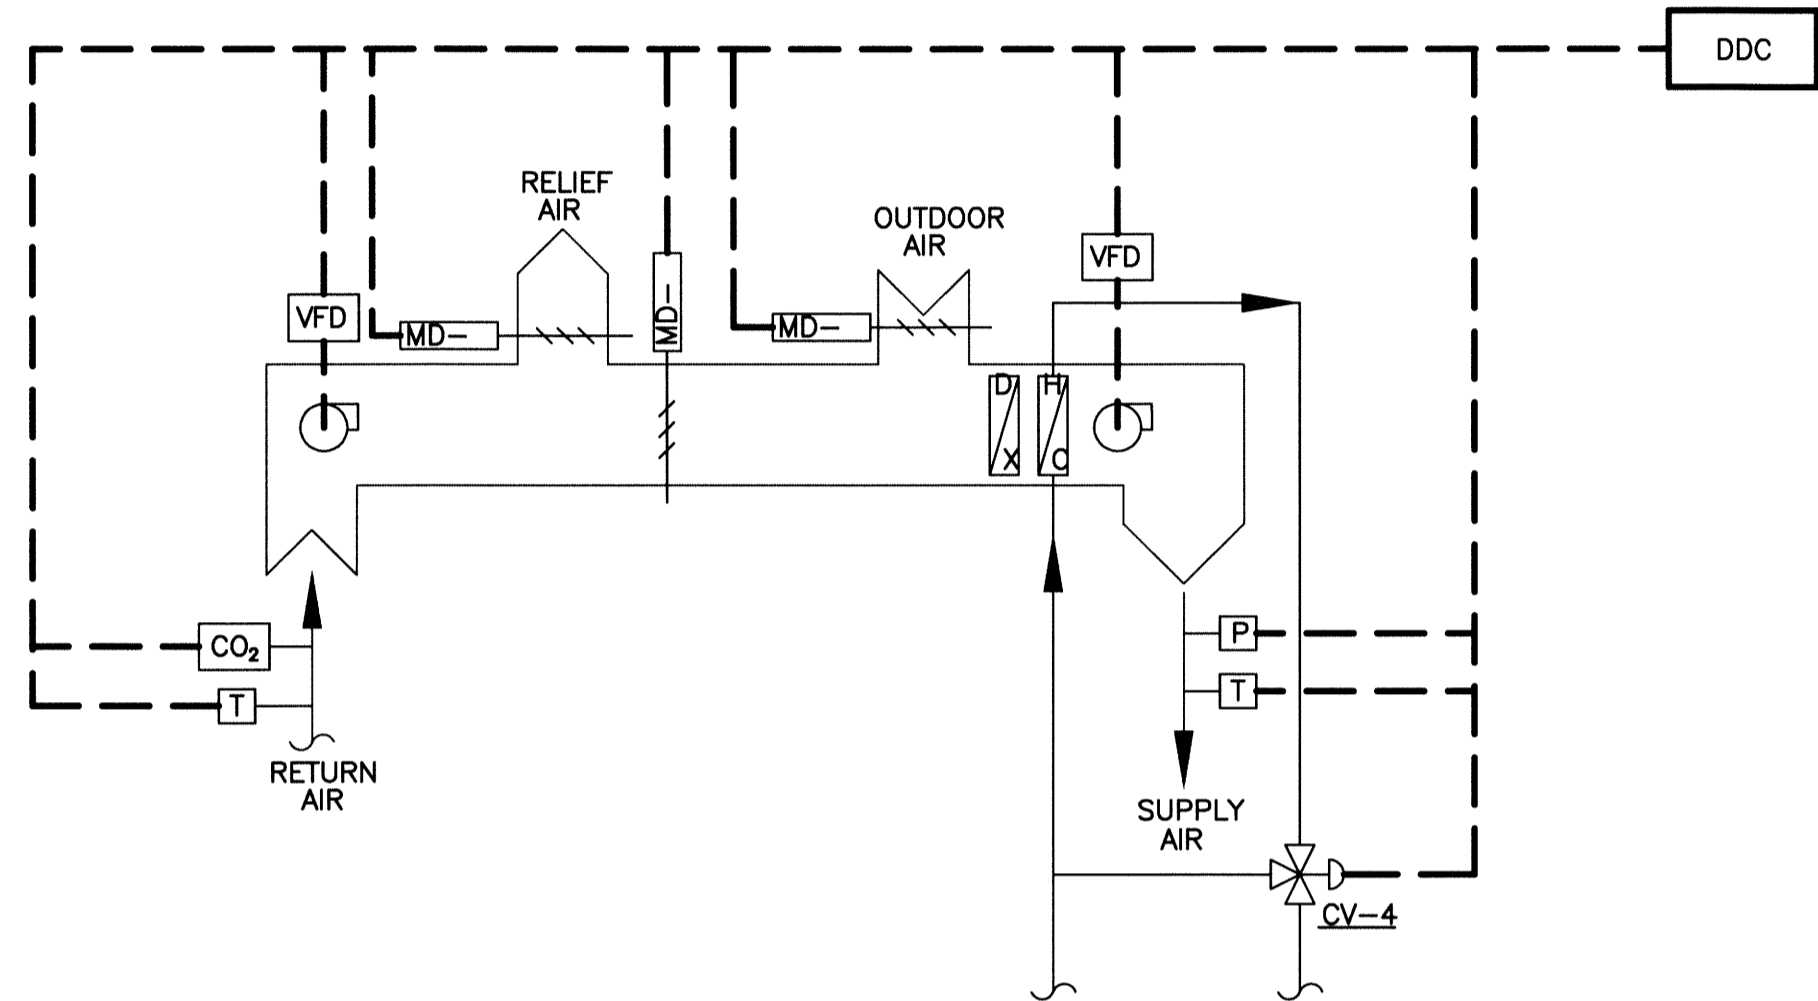 DDC
RELIEF
AIR
OUTDOOR
AIR
VFD
VFD
MD-
MD-
MD-
D
X
H
C
CO₂
T
RETURN
AIR
P
T
SUPPLY
AIR
CV-4